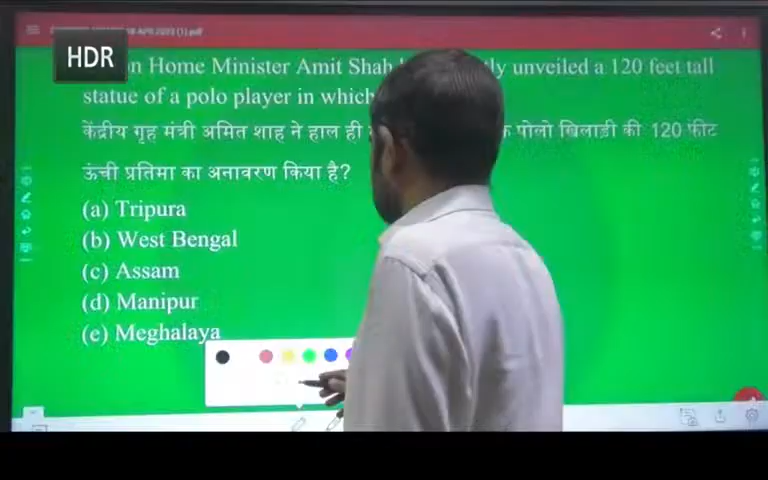 HDR
n Home Minister Amit Shah tly unveiled a 120 feet tall
statue of a polo player in which
केंद्रीय गृह मंत्री अमित शाह ने हाल ही पोलो खिलाड़ी की 120 फीट
ऊंची प्रतिमा का अनावरण किया है?
(a) Tripura
(b) West Bengal
(c) Assam
(d) Manipur
(e) Meghalaya